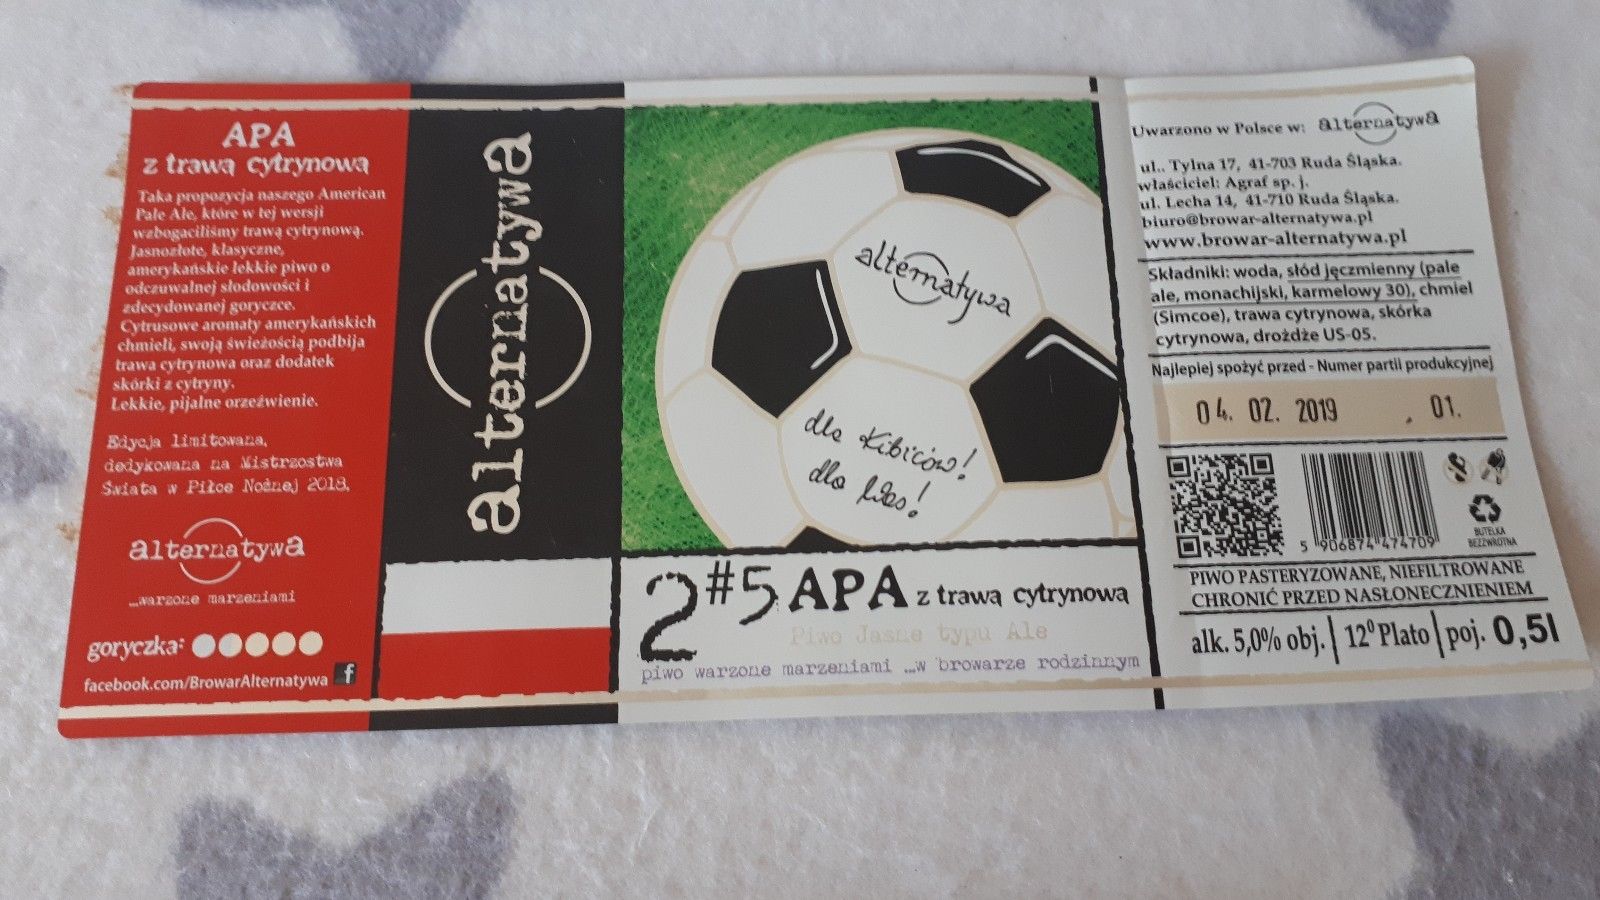 APA
z trawą cytrynową
Taka propozycja naszego American
Pale Ale, które w tej wersji
wzbogaciliśmy trawą cytrynową.
Jasnozłote, klasyczne,
amerykańskie lekkie piwo o
odczuwalnej słodowości i
zdecydowanej goryczce.
Cytrusowe aromaty amerykańskich
chmieli, swoją świeżością podbija
trawa cytrynowa oraz dodatek
skórki z cytryny.
Lekkie, pijalne orzeźwienie.
Edycja limitowana,
dedykowana na Mistrzostwa
Świata w Piłce Nożnej 2018.
alternatywa
...warzone marzeniami
goryczka:
facebook.com/BrowarAlternatywa f
alternatywa
alternatywa
dla Kibiców!
dla Was!
2#5 APA z trawą cytrynową
Piwo Jasne typu Ale
piwo warzone marzeniami ...w browarze rodzinnym
Uwarzono w Polsce w: alternatywa
ul.. Tylna 17, 41-703 Ruda Śląska.
właściciel: Agraf sp. j.
ul. Lecha 14, 41-710 Ruda Śląska.
biuro@browar-alternatywa.pl
www.browar-alternatywa.pl
Składniki: woda, słód jęczmienny (pale
ale, monachijski, karmelowy 30), chmiel
(Simcoe), trawa cytrynowa, skórka
cytrynowa, drożdże US-05.
Najlepiej spożyć przed - Numer partii produkcyjnej
04. 02. 2019 , 01.
5 906874 474709
BUTELKA
BEZZWROTNA
PIWO PASTERYZOWANE, NIEFILTROWANE
CHRONIĆ PRZED NASŁONECZNIENIEM
alk. 5,0% obj. | 12⁰ Plato | poj. 0,5l